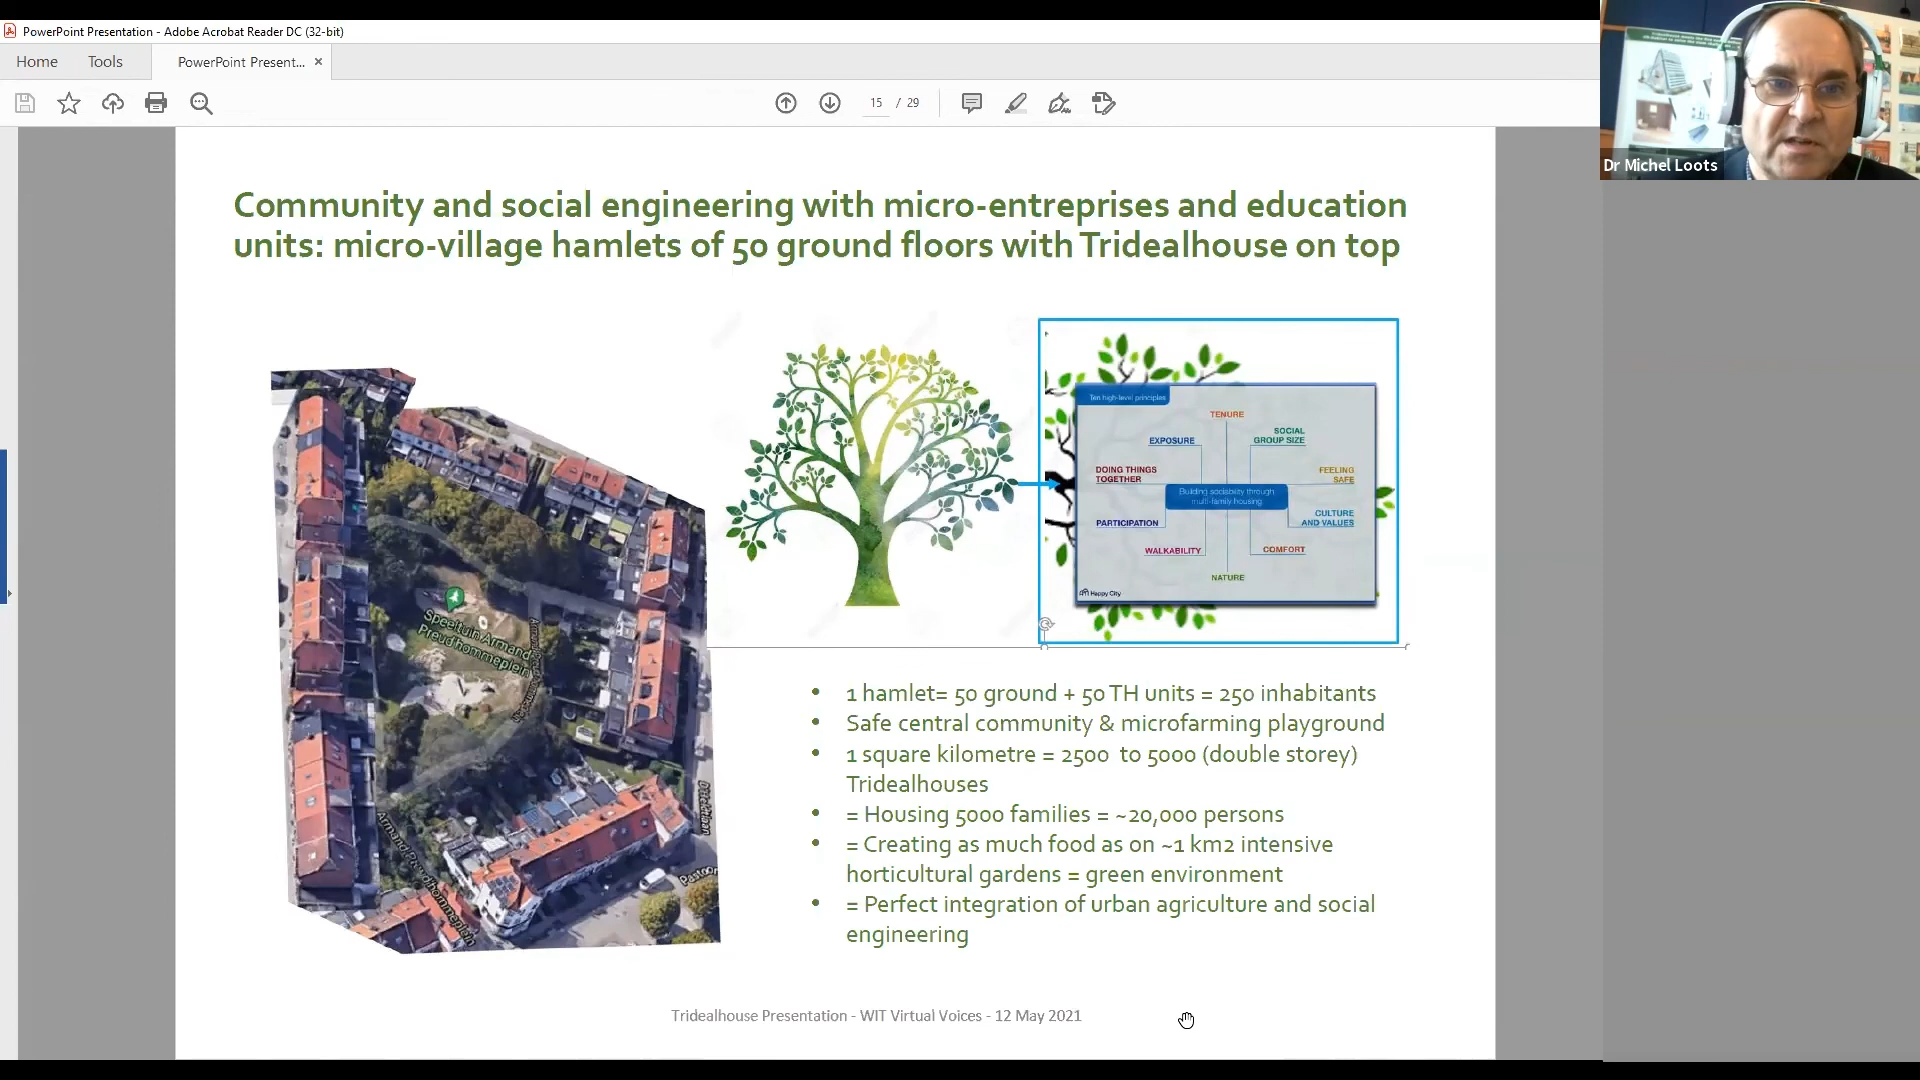 PowerPoint Presentation - Adobe Acrobat Reader DC (32-bit)
Home
Tools
PowerPoint Present...
15 / 29
Dr Michel Loots
Community and social engineering with micro-entreprises and education
units: micro-village hamlets of 50 ground floors with Tridealhouse on top
Speeltuin Armand
Preud'hommeplein
Armand Preud'hommeplein
Pastoor
Ten high-level principles
TENURE
EXPOSURE
SOCIAL
GROUP SIZE
DOING THINGS
TOGETHER
FEELING
SAFE
Building sociability through
multi-family housing
PARTICIPATION
CULTURE
AND VALUES
WALKABILITY
COMFORT
NATURE
Happy City
• 1 hamlet= 50 ground + 50 TH units = 250 inhabitants
• Safe central community & microfarming playground
• 1 square kilometre = 2500 to 5000 (double storey)
Tridealhouses
• = Housing 5000 families = ~20,000 persons
• = Creating as much food as on ~1 km2 intensive
horticultural gardens = green environment
• = Perfect integration of urban agriculture and social
engineering
Tridealhouse Presentation - WIT Virtual Voices - 12 May 2021